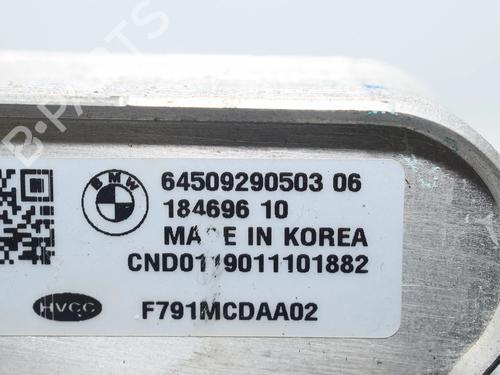 B-PARTS
BMW
64509290503 06
184696 10
MADE IN KOREA
CND0119011101882
HVCC
F791MCDAA02